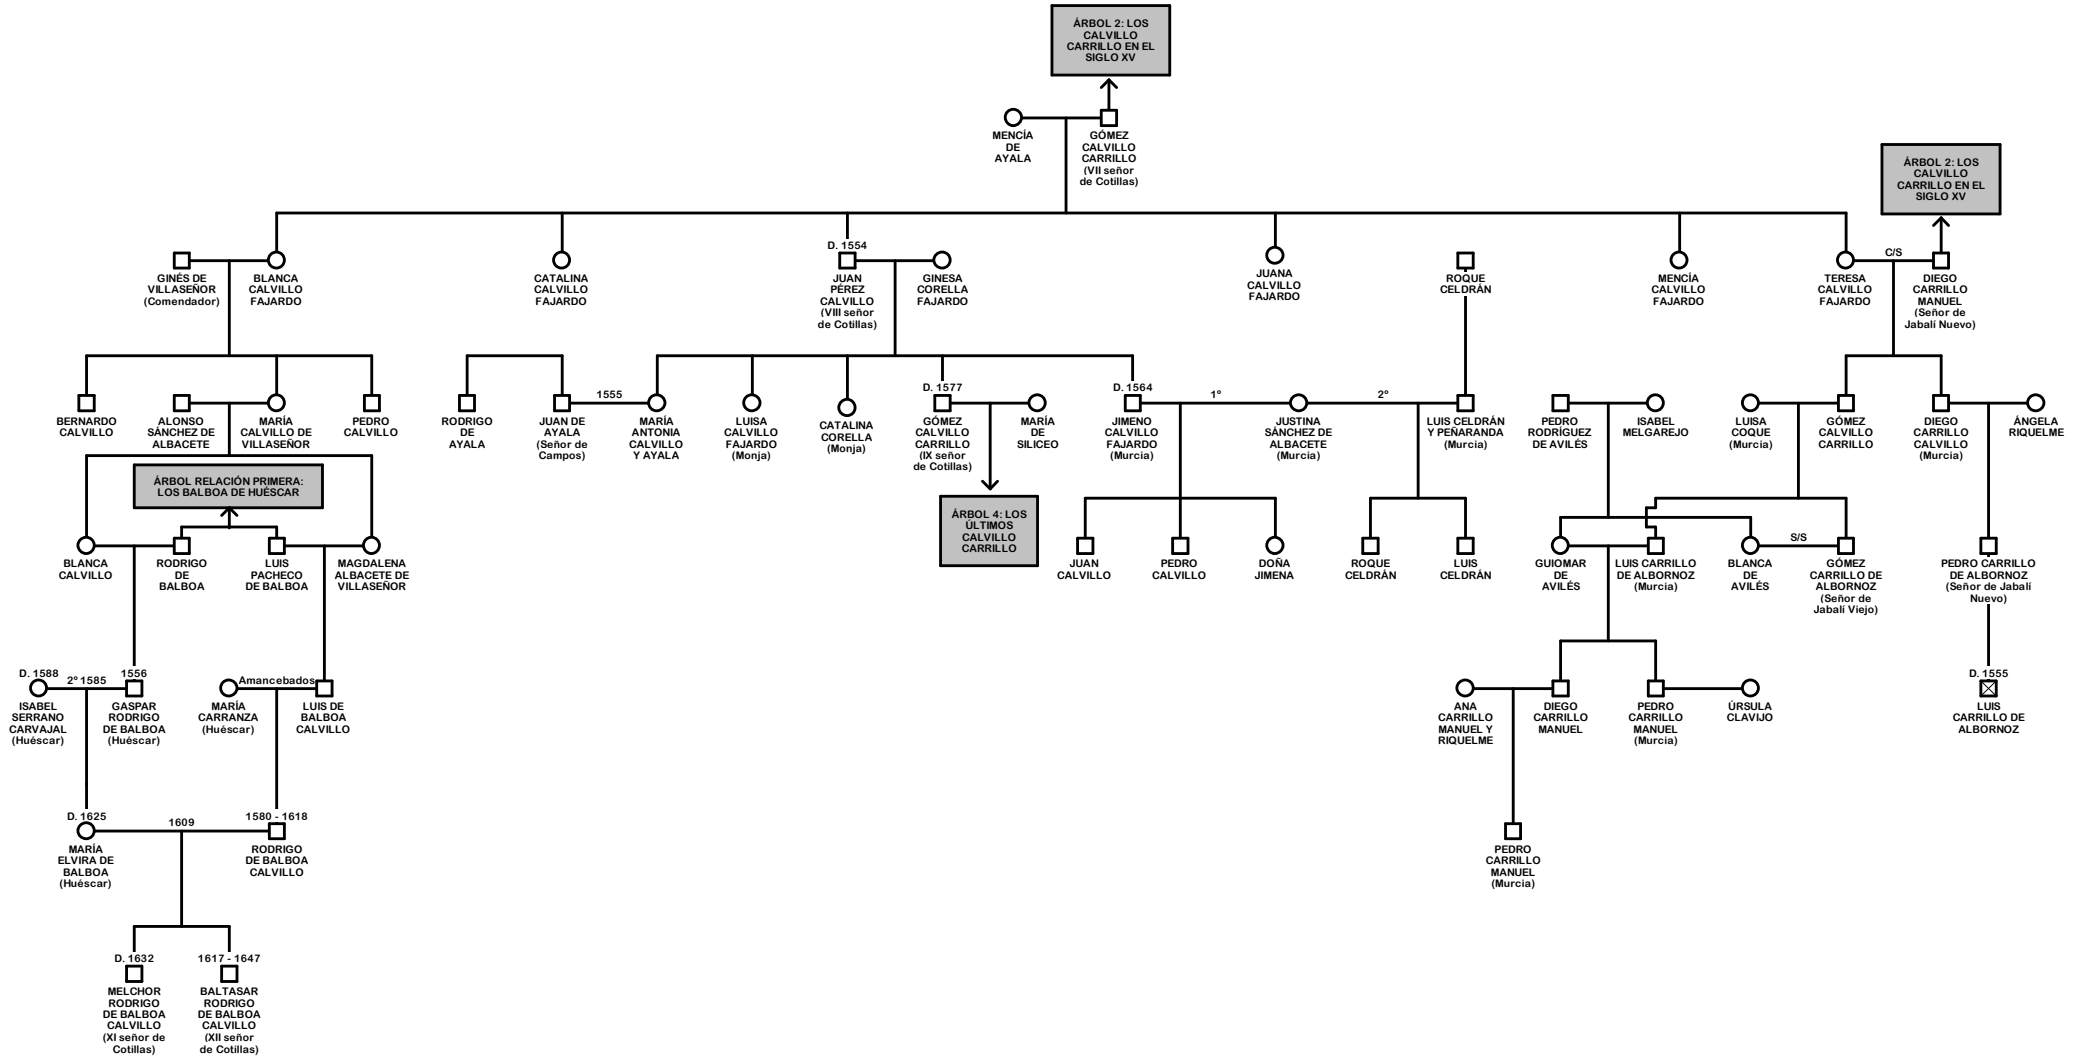 ÁRBOL 2: LOS
CALVILLO
CARRILLO EN EL
SIGLO XV
MENCÍA
DE
AYALA
GÓMEZ
CALVILLO
CARRILLO
(VII señor
de Cotillas)
ÁRBOL 2: LOS
CALVILLO
CARRILLO EN EL
SIGLO XV
GINÉS DE
VILLASEÑOR
(Comendador)
BLANCA
CALVILLO
FAJARDO
CATALINA
CALVILLO
FAJARDO
D. 1554
JUAN
PÉREZ
CALVILLO
(VIII señor
de Cotillas)
GINESA
CORELLA
FAJARDO
JUANA
CALVILLO
FAJARDO
ROQUE
CELDRÁN
MENCÍA
CALVILLO
FAJARDO
TERESA
CALVILLO
FAJARDO
C/S
DIEGO
CARRILLO
MANUEL
(Señor de
Jabalí Nuevo)
BERNARDO
CALVILLO
ALONSO
SÁNCHEZ DE
ALBACETE
MARÍA
CALVILLO DE
VILLASEÑOR
PEDRO
CALVILLO
RODRIGO
DE
AYALA
JUAN DE
AYALA
(Señor de
Campos)
1555
MARÍA
ANTONIA
CALVILLO
Y AYALA
LUISA
CALVILLO
FAJARDO
(Monja)
CATALINA
CORELLA
(Monja)
D. 1577
GÓMEZ
CALVILLO
CARRILLO
(IX señor
de Cotillas)
MARÍA
DE
SILICEO
D. 1564
JIMENO
CALVILLO
FAJARDO
(Murcia)
1º
JUSTINA
SÁNCHEZ DE
ALBACETE
(Murcia)
2º
LUIS CELDRÁN
Y PEÑARANDA
(Murcia)
PEDRO
RODRÍGUEZ
DE AVILÉS
ISABEL
MELGAREJO
LUISA
COQUE
(Murcia)
GÓMEZ
CALVILLO
CARRILLO
DIEGO
CARRILLO
CALVILLO
(Murcia)
ÁNGELA
RIQUELME
ÁRBOL RELACIÓN PRIMERA:
LOS BALBOA DE HUÉSCAR
ÁRBOL 4: LOS
ÚLTIMOS
CALVILLO
CARRILLO
BLANCA
CALVILLO
RODRIGO
DE
BALBOA
LUIS
PACHECO
DE BALBOA
MAGDALENA
ALBACETE DE
VILLASEÑOR
JUAN
CALVILLO
PEDRO
CALVILLO
DOÑA
JIMENA
ROQUE
CELDRÁN
LUIS
CELDRÁN
GUIOMAR
DE
AVILÉS
LUIS CARRILLO
DE ALBORNOZ
(Murcia)
BLANCA
DE
AVILÉS
S/S
GÓMEZ
CARRILLO DE
ALBORNOZ
(Señor de
Jabalí Viejo)
PEDRO CARRILLO
DE ALBORNOZ
(Señor de Jabalí
Nuevo)
D. 1588
ISABEL
SERRANO
CARVAJAL
(Huéscar)
2º 1585
1556
GASPAR
RODRIGO
DE BALBOA
(Huéscar)
MARÍA
CARRANZA
(Huéscar)
Amancebados
LUIS DE
BALBOA
CALVILLO
ANA
CARRILLO
MANUEL Y
RIQUELME
DIEGO
CARRILLO
MANUEL
PEDRO
CARRILLO
MANUEL
(Murcia)
ÚRSULA
CLAVIJO
D. 1555
LUIS
CARRILLO DE
ALBORNOZ
D. 1625
MARÍA
ELVIRA DE
BALBOA
(Huéscar)
1609
1580 - 1618
RODRIGO
DE BALBOA
CALVILLO
PEDRO
CARRILLO
MANUEL
(Murcia)
D. 1632
MELCHOR
RODRIGO
DE BALBOA
CALVILLO
(XI señor de
Cotillas)
1617 - 1647
BALTASAR
RODRIGO
DE BALBOA
CALVILLO
(XII señor
de Cotillas)